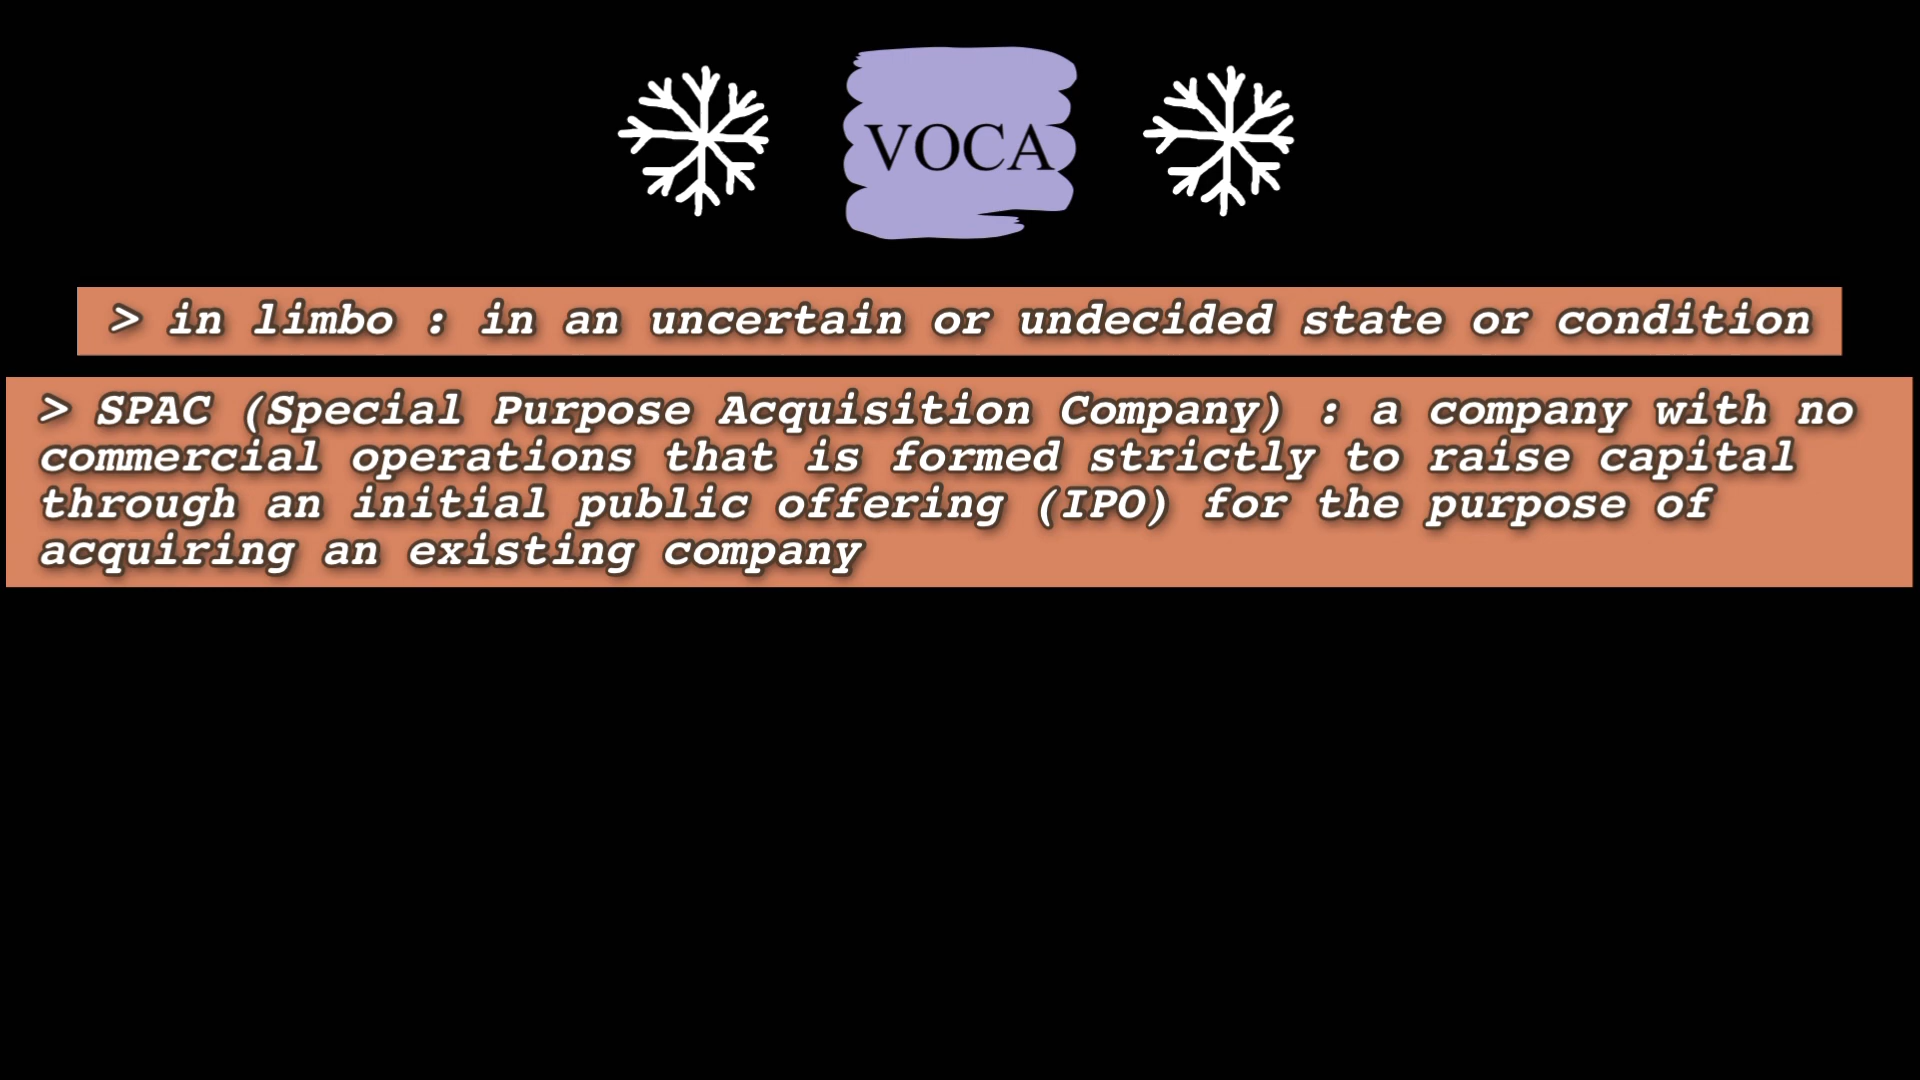 VOCA
> in limbo : in an uncertain or undecided state or condition
> SPAC (Special Purpose Acquisition Company) : a company with no
commercial operations that is formed strictly to raise capital
through an initial public offering (IPO) for the purpose of
acquiring an existing company